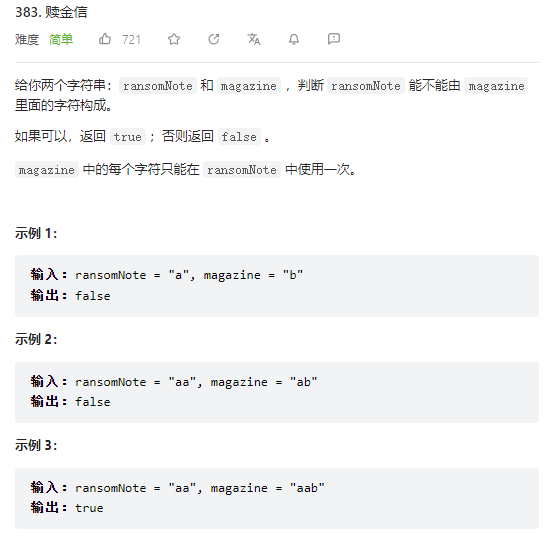 383. 赎金信
难度 简单 721
给你两个字符串：ransomNote 和 magazine ，判断 ransomNote 能不能由 magazine
里面的字符构成。
如果可以，返回 true ；否则返回 false 。
magazine 中的每个字符只能在 ransomNote 中使用一次。
示例 1：
输入：ransomNote = "a", magazine = "b"
输出：false
示例 2：
输入：ransomNote = "aa", magazine = "ab"
输出：false
示例 3：
输入：ransomNote = "aa", magazine = "aab"
输出：true